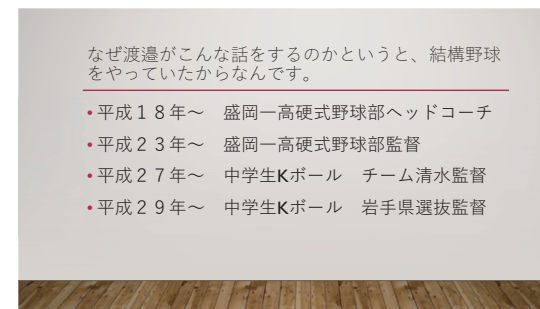 なぜ渡邉がこんな話をするのかというと、結構野球
をやっていたからなんです。
•平成１８年～　盛岡一高硬式野球部ヘッドコーチ
•平成２３年～　盛岡一高硬式野球部監督
•平成２７年～　中学生Kボール　チーム清水監督
•平成２９年～　中学生Kボール　岩手県選抜監督